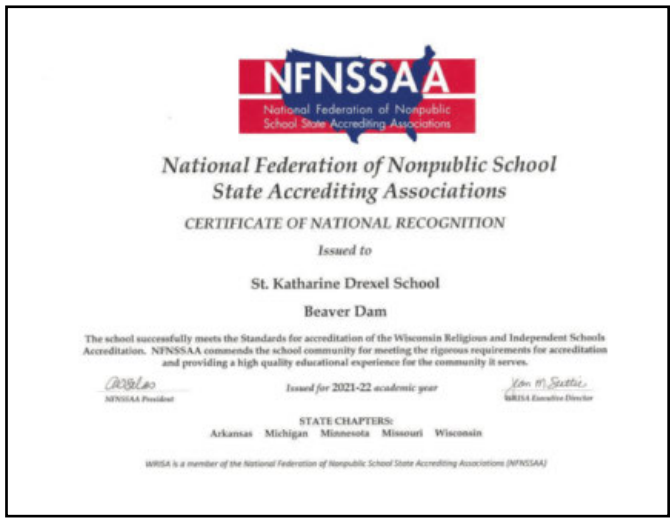 NFNSSAA
National Federation of Nonpublic
School State Accrediting Associations
National Federation of Nonpublic School
State Accrediting Associations
CERTIFICATE OF NATIONAL RECOGNITION
Issued to
St. Katharine Drexel School
Beaver Dam
The school successfully meets the Standards for accreditation of the Wisconsin Religious and Independent Schools
Accreditation. NFNSSAA commends the school community for meeting the rigorous requirements for accreditation
and providing a high quality educational experience for the community it serves.
Issued for 2021-22 academic year
NFNSSAA President
WRISA Executive Director
STATE CHAPTERS:
Arkansas Michigan Minnesota Missouri Wisconsin
WRISA is a member of the National Federation of Nonpublic School State Accrediting Associations (NFNSSAA)